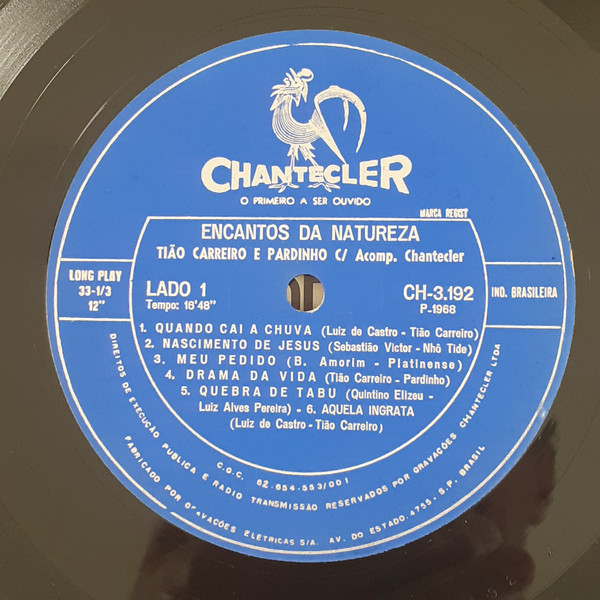 CHANTECLER
O PRIMEIRO A SER OUVIDO
MARCA REGIST
ENCANTOS DA NATUREZA
TIÃO CARREIRO E PARDINHO C/ Acomp. Chantecler
LONG PLAY
33-1/3
12"
LADO 1
Tempo: 16'48"
CH-3.192
P-1968
IND. BRASILEIRA
1. QUANDO CAI A CHUVA (Luiz de Castro - Tião Carreiro)
2. NASCIMENTO DE JESUS (Sebastião Victor - Nhô Tide)
3. MEU PEDIDO (B. Amorim - Platinense)
4. DRAMA DA VIDA (Tião Carreiro - Pardinho)
5. QUEBRA DE TABU (Quintino Elizeu -
Luiz Alves Pereira) - 6. AQUELA INGRATA
(Luiz de Castro - Tião Carreiro)
C.G.C. 62.654.553/001
DIREITOS DE EXECUÇÃO PUBLICA E RADIO TRANSMISSÃO RESERVADOS POR GRAVAÇÕES CHANTECLER LTDA
FABRICADO POR GRAVAÇÕES ELÉTRICAS S/A. AV. DO ESTADO, 4755 - S.P. BRASIL